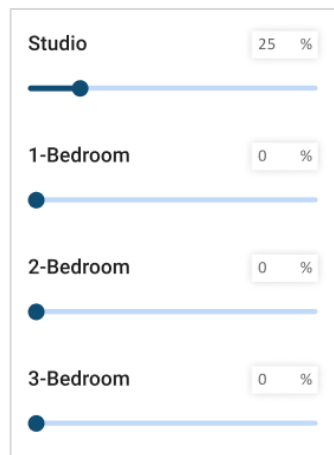 Studio 25 %
1-Bedroom 0 %
2-Bedroom 0 %
3-Bedroom 0 %